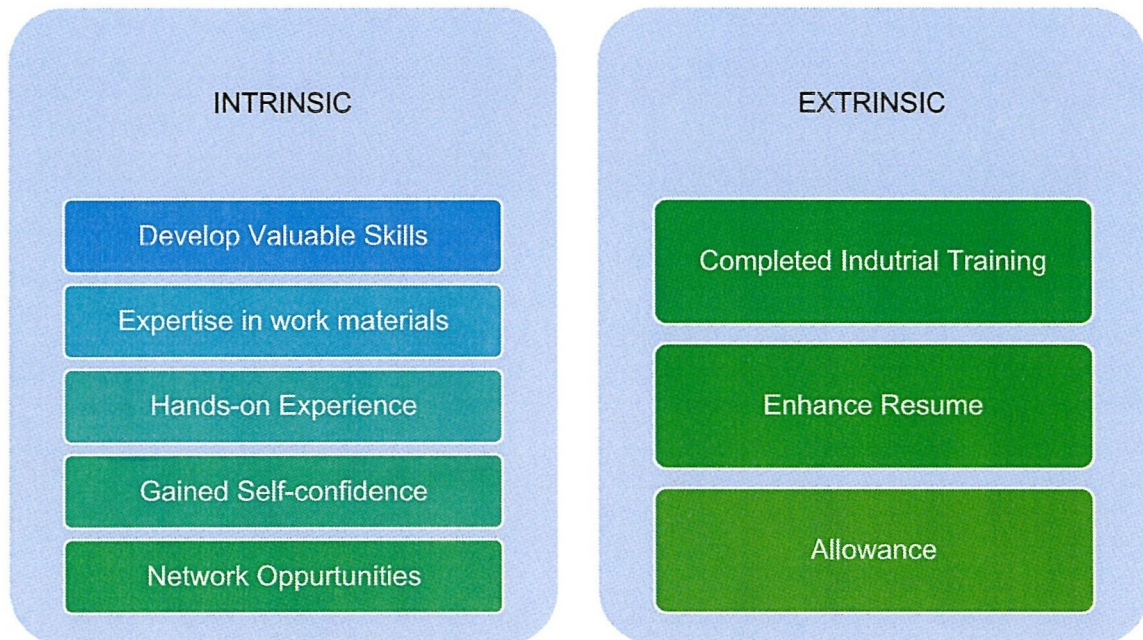 INTRINSIC
Develop Valuable Skills
Expertise in work materials
Hands-on Experience
Gained Self-confidence
Network Oppurtunities
EXTRINSIC
Completed Indutrial Training
Enhance Resume
Allowance